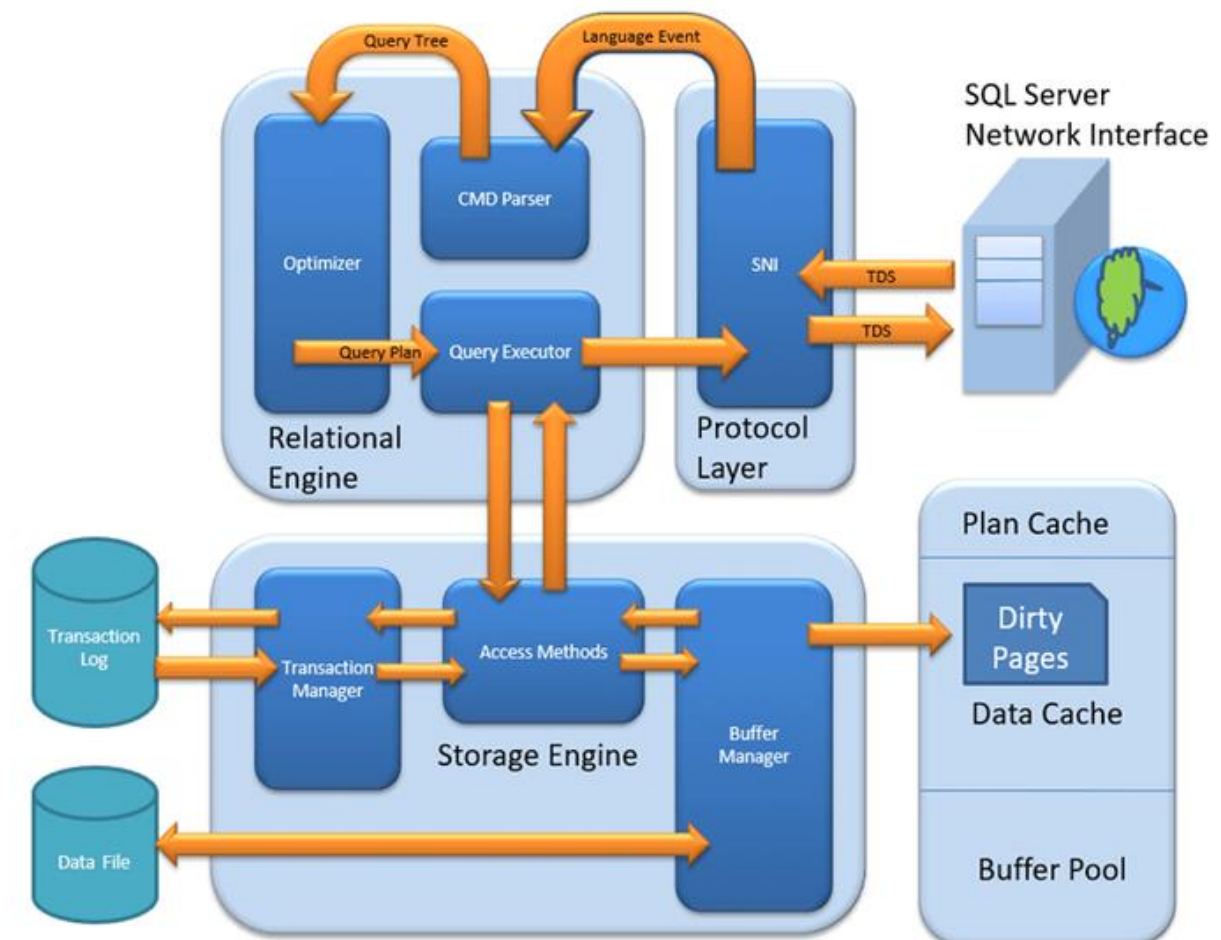 Query Tree
Language Event
SQL Server
Network Interface
CMD Parser
Optimizer
SNI
TDS
TDS
Query Plan
Query Executor
Relational
Engine
Protocol
Layer
Plan Cache
Dirty
Pages
Data Cache
Buffer Pool
Transaction
Log
Transaction
Manager
Access Methods
Storage Engine
Buffer
Manager
Data File